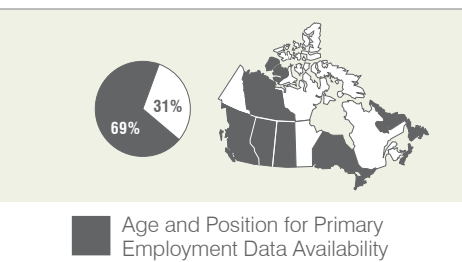 31%
69%
Age and Position for Primary
Employment Data Availability